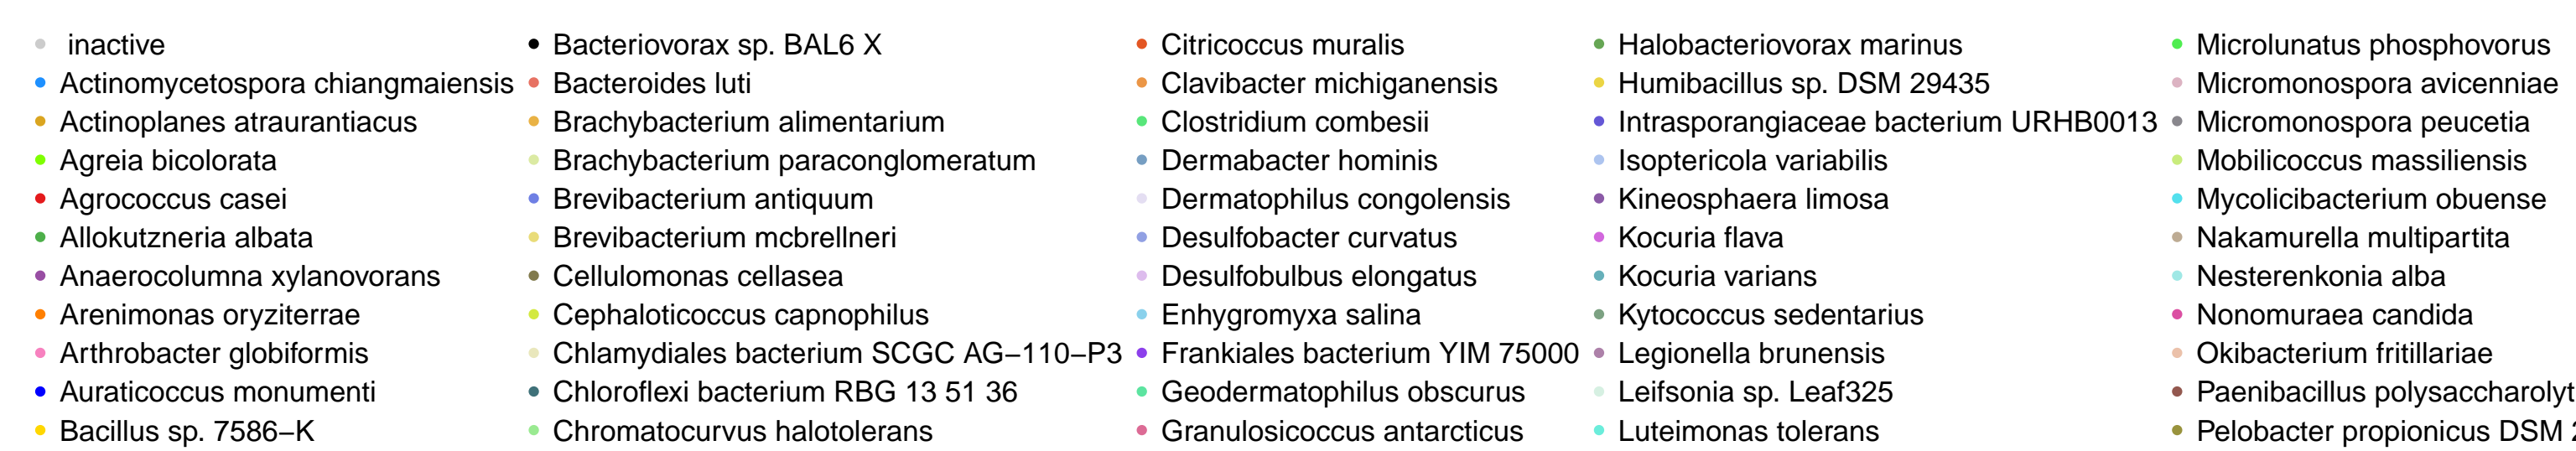 inactive
Actinomycetospora chiangmaiensis
Actinoplanes atraurantiacus
Agreia bicolorata
Agrococcus casei
Allokutzneria albata
Anaerocolumna xylanovorans
Arenimonas oryziterrae
Arthrobacter globiformis
Auraticoccus monumenti
Bacillus sp. 7586−K
Bacteriovorax sp. BAL6 X
Bacteroides luti
Brachybacterium alimentarium
Brachybacterium paraconglomeratum
Brevibacterium antiquum
Brevibacterium mcbrellneri
Cellulomonas cellasea
Cephaloticoccus capnophilus
Chlamydiales bacterium SCGC AG−110−P3
Chloroflexi bacterium RBG 13 51 36
Chromatocurvus halotolerans
Citricoccus muralis
Clavibacter michiganensis
Clostridium combesii
Dermabacter hominis
Dermatophilus congolensis
Desulfobacter curvatus
Desulfobulbus elongatus
Enhygromyxa salina
Frankiales bacterium YIM 75000
Geodermatophilus obscurus
Granulosicoccus antarcticus
Halobacteriovorax marinus
Humibacillus sp. DSM 29435
Intrasporangiaceae bacterium URHB0013
Isoptericola variabilis
Kineosphaera limosa
Kocuria flava
Kocuria varians
Kytococcus sedentarius
Legionella brunensis
Leifsonia sp. Leaf325
Luteimonas tolerans
Microlunatus phosphovorus
Micromonospora avicenniae
Micromonospora peucetia
Mobilicoccus massiliensis
Mycolicibacterium obuense
Nakamurella multipartita
Nesterenkonia alba
Nonomuraea candida
Okibacterium fritillariae
Paenibacillus polysaccharolyt
Pelobacter propionicus DSM